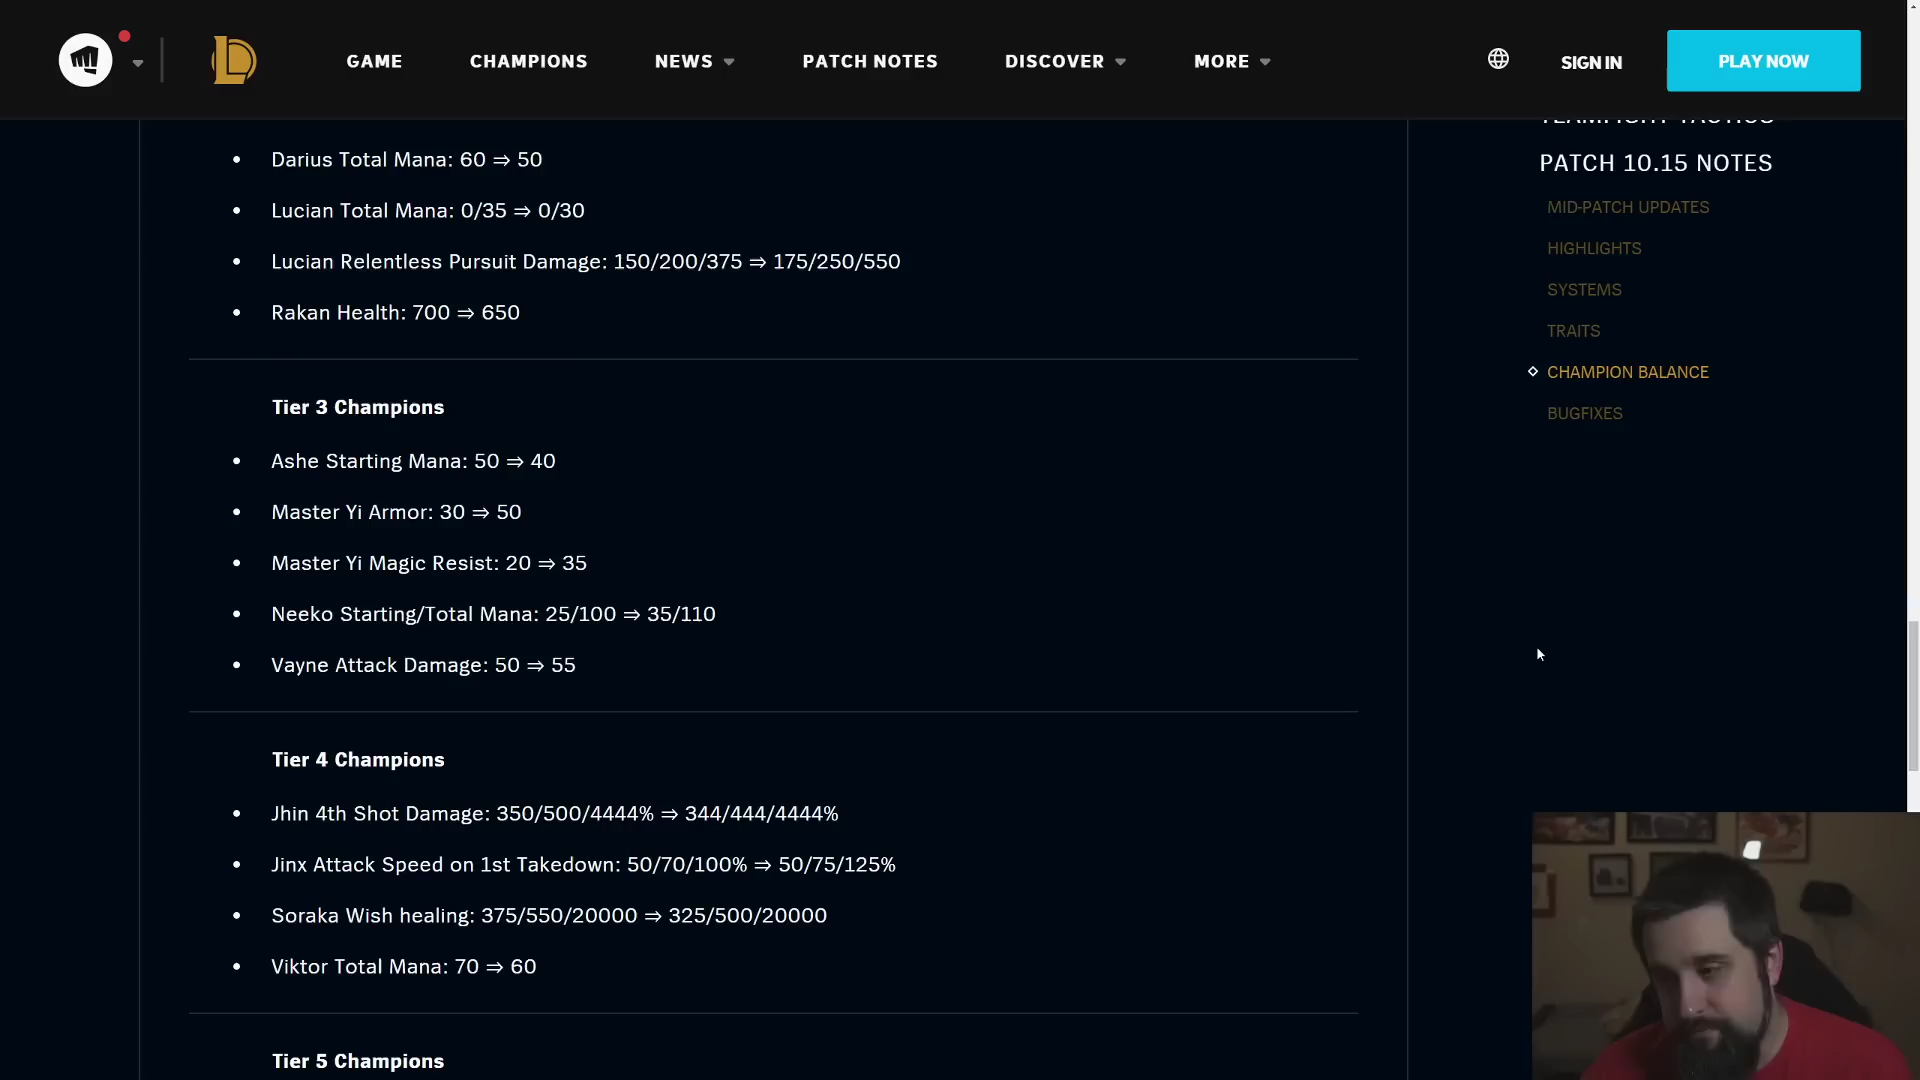 GAME CHAMPIONS NEWS PATCH NOTES DISCOVER MORE SIGN IN PLAY NOW
Darius Total Mana: 60 ⇒ 50
Lucian Total Mana: 0/35 ⇒ 0/30
Lucian Relentless Pursuit Damage: 150/200/375 ⇒ 175/250/550
Rakan Health: 700 ⇒ 650
Tier 3 Champions
Ashe Starting Mana: 50 ⇒ 40
Master Yi Armor: 30 ⇒ 50
Master Yi Magic Resist: 20 ⇒ 35
Neeko Starting/Total Mana: 25/100 ⇒ 35/110
Vayne Attack Damage: 50 ⇒ 55
Tier 4 Champions
Jhin 4th Shot Damage: 350/500/4444% ⇒ 344/444/4444%
Jinx Attack Speed on 1st Takedown: 50/70/100% ⇒ 50/75/125%
Soraka Wish healing: 375/550/20000 ⇒ 325/500/20000
Viktor Total Mana: 70 ⇒ 60
Tier 5 Champions
TEAMFIGHT TACTICS
PATCH 10.15 NOTES
MID-PATCH UPDATES
HIGHLIGHTS
SYSTEMS
TRAITS
CHAMPION BALANCE
BUGFIXES